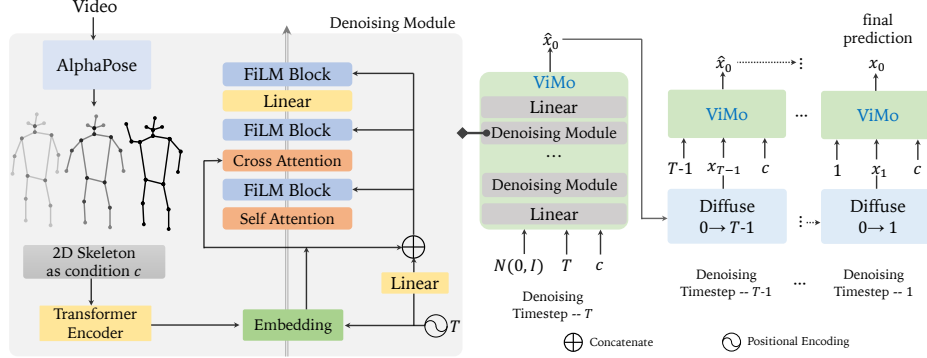 Video
Denoising Module
AlphaPose
2D Skeleton
as condition c
Transformer
Encoder
FiLM Block
Linear
FiLM Block
Cross Attention
FiLM Block
Self Attention
Linear
Embedding
T
x̂₀
ViMo
Linear
Denoising Module
...
Denoising Module
Linear
N(0, I) T c
Denoising
Timestep -- T
final
prediction
x̂₀ x₀
ViMo ... ViMo
T-1 x_{T-1} c 1 x₁ c
Diffuse Diffuse
0→ T-1 0→ 1
Denoising ... Denoising
Timestep -- T-1 Timestep -- 1
Concatenate Positional Encoding